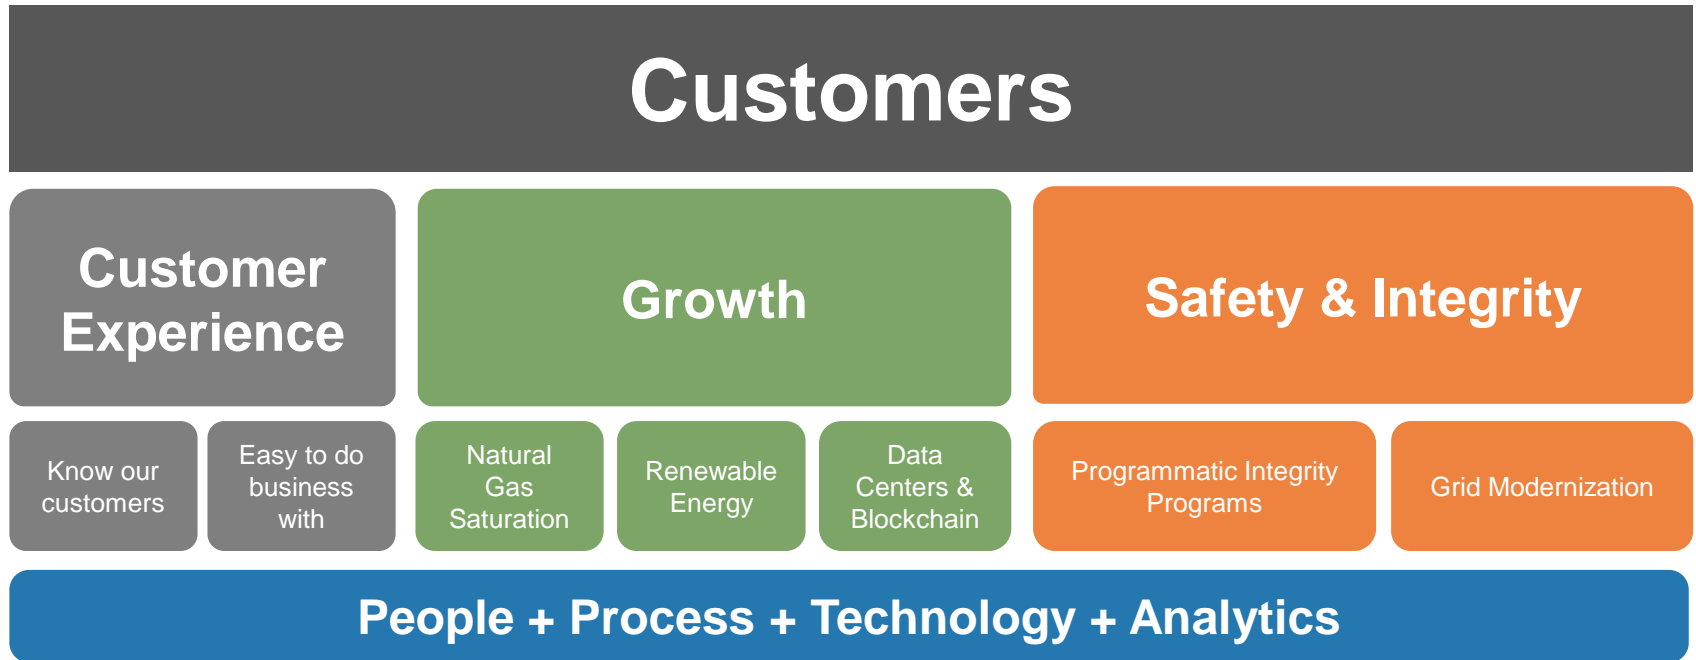 Customers
Customer
Experience
Growth
Safety & Integrity
Know our
customers
Easy to do
business
with
Natural
Gas
Saturation
Renewable
Energy
Data
Centers &
Blockchain
Programmatic Integrity
Programs
Grid Modernization
People + Process + Technology + Analytics